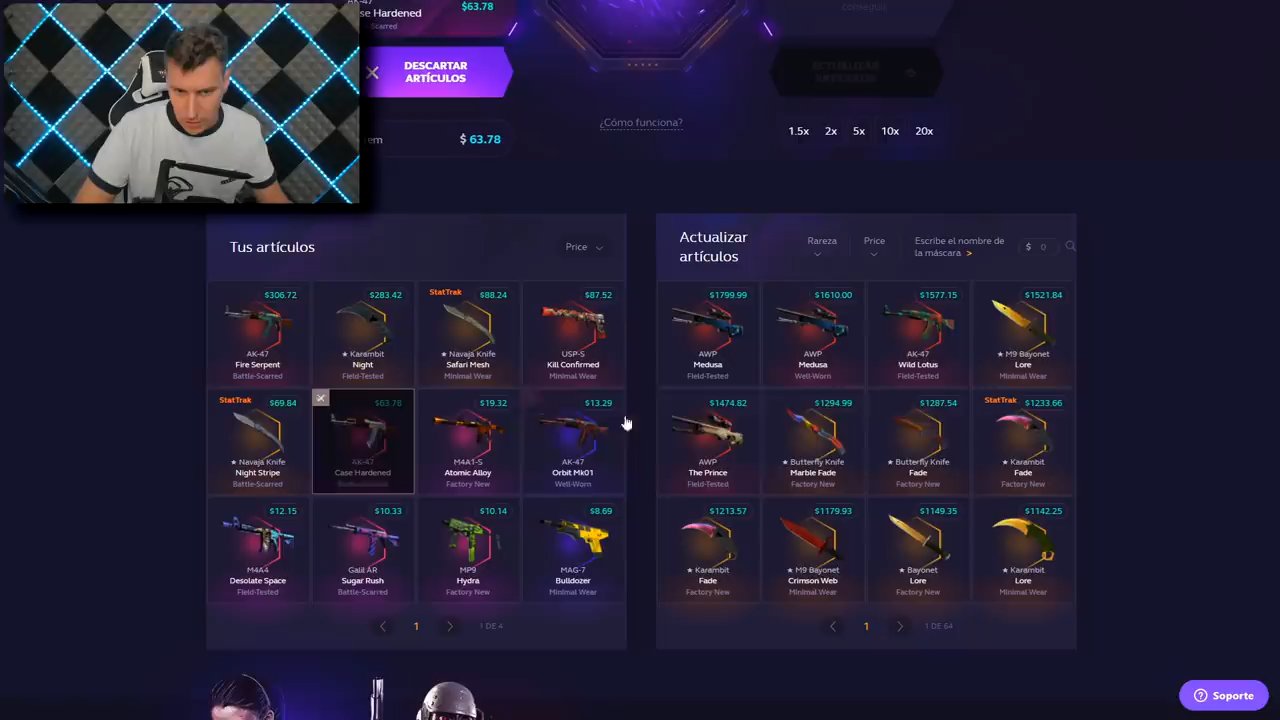 $63.78
se Hardened
Scarred
DESCARTAR
ARTÍCULOS
em
$ 63.78
¿Cómo funciona?
1.5x
2x
5x
10x
20x
Tus artículos
Price
$306.72
AK-47
Fire Serpent
Battle-Scarred
$283.42
★ Karambit
Night
Field-Tested
StatTrak
$88.24
★ Navaja Knife
Safari Mesh
Minimal Wear
$87.52
USP-S
Kill Confirmed
Minimal Wear
StatTrak
$69.84
★ Navaja Knife
Night Stripe
Battle-Scarred
$63.78
AK-47
Case Hardened
$19.32
M4A1-S
Atomic Alloy
Factory New
$13.29
AK-47
Orbit Mk01
Well-Worn
$12.15
M4A4
Desolate Space
Field-Tested
$10.33
Galil AR
Sugar Rush
Battle-Scarred
$10.14
MP9
Hydra
Factory New
$8.69
MAG-7
Bulldozer
Minimal Wear
1
1 DE 4
Actualizar
artículos
Rareza
Price
Escribe el nombre de
la máscara >
$ 0
$1799.99
AWP
Medusa
Field-Tested
$1610.00
AWP
Medusa
Well-Worn
$1577.15
AK-47
Wild Lotus
Field-Tested
$1521.84
★ M9 Bayonet
Lore
Minimal Wear
$1474.82
AWP
The Prince
Field-Tested
$1294.99
★ Butterfly Knife
Marble Fade
Factory New
$1287.54
★ Butterfly Knife
Fade
Factory New
StatTrak
$1233.66
★ Karambit
Fade
Factory New
$1213.57
★ Karambit
Fade
Factory New
$1179.93
★ M9 Bayonet
Crimson Web
Minimal Wear
$1149.35
★ Bayonet
Lore
Factory New
$1142.25
★ Karambit
Lore
Minimal Wear
1
1 DE 64
Soporte